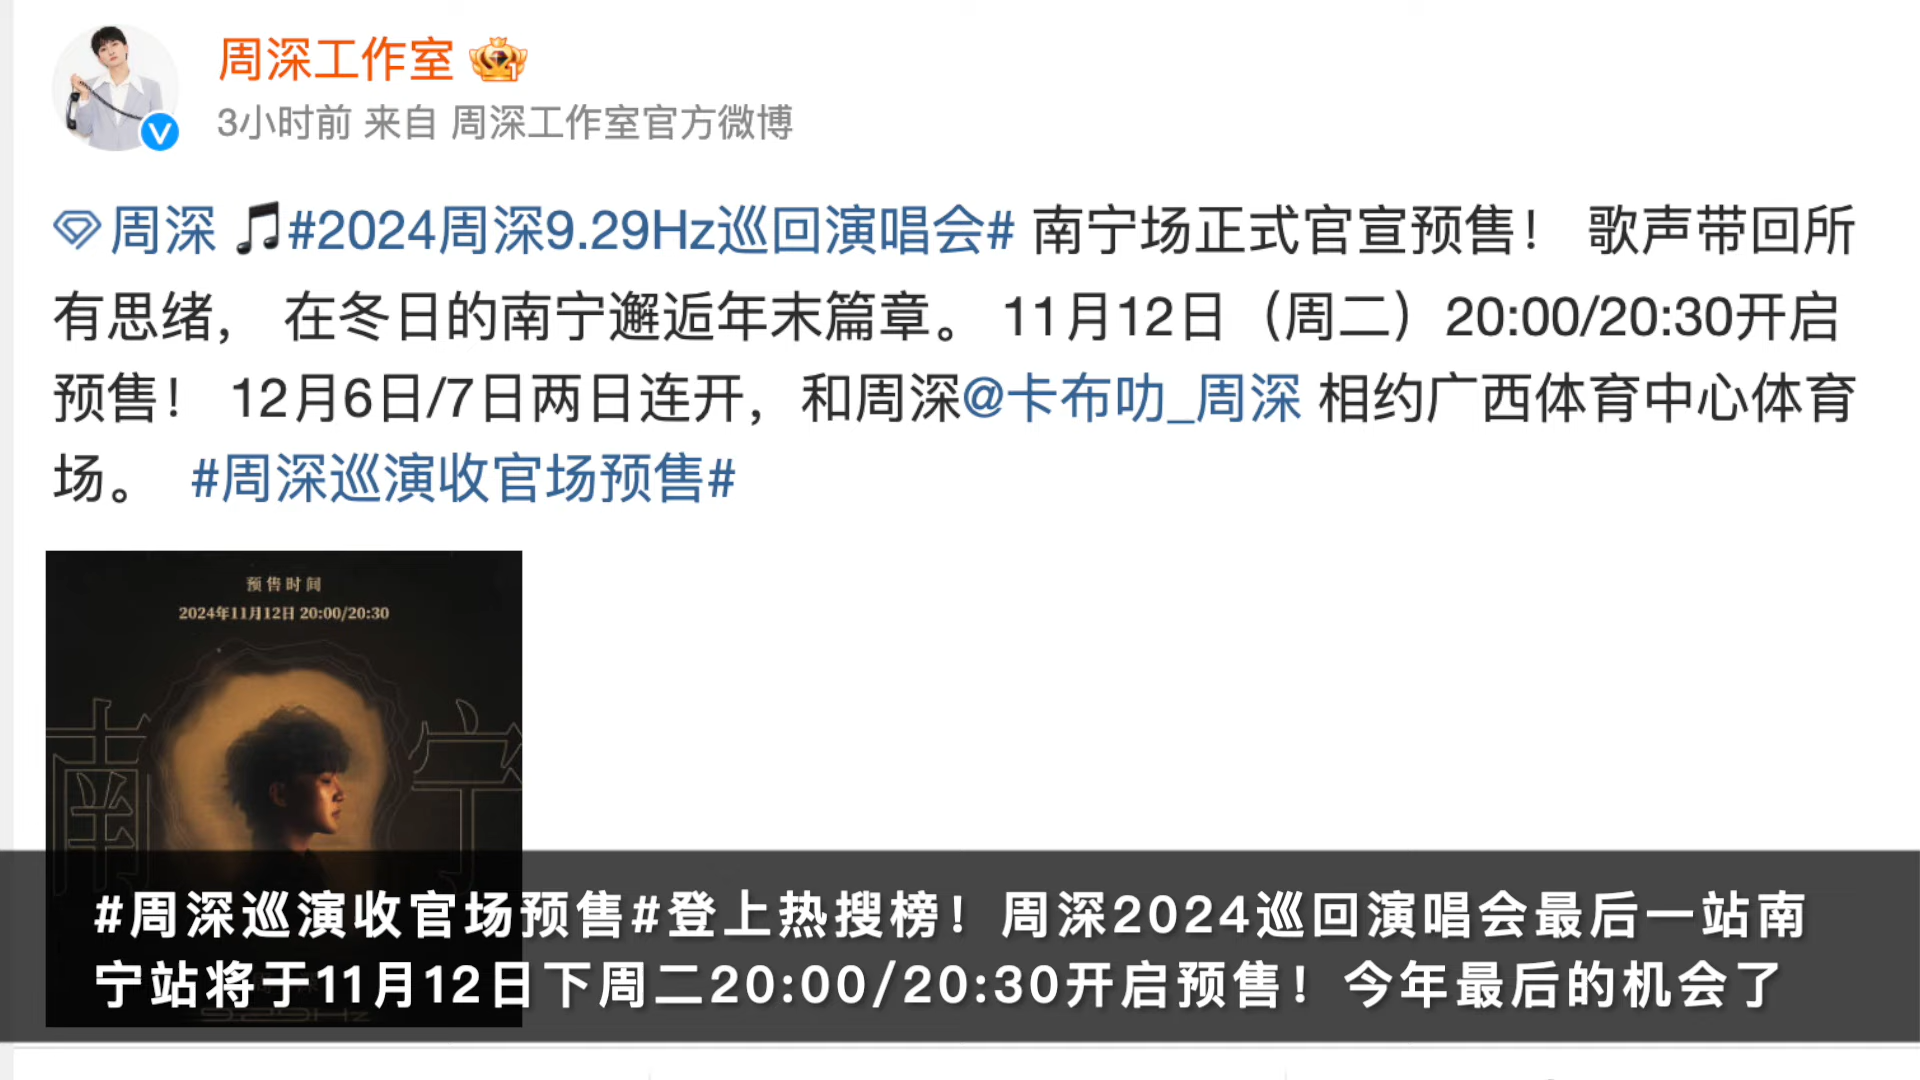 周深工作室
3小时前 来自 周深工作室官方微博
周深 #2024周深9.29Hz巡回演唱会# 南宁场正式官宣预售！ 歌声带回所
有思绪， 在冬日的南宁邂逅年末篇章。 11月12日（周二）20:00/20:30开启
预售！ 12月6日/7日两日连开，和周深@卡布叻_周深 相约广西体育中心体育
场。 #周深巡演收官场预售#
预售时间
2024年11月12日 20:00/20:30
南宁
#周深巡演收官场预售#登上热搜榜！周深2024巡回演唱会最后一站南
宁站将于11月12日下周二20:00/20:30开启预售！今年最后的机会了
9.29Hz